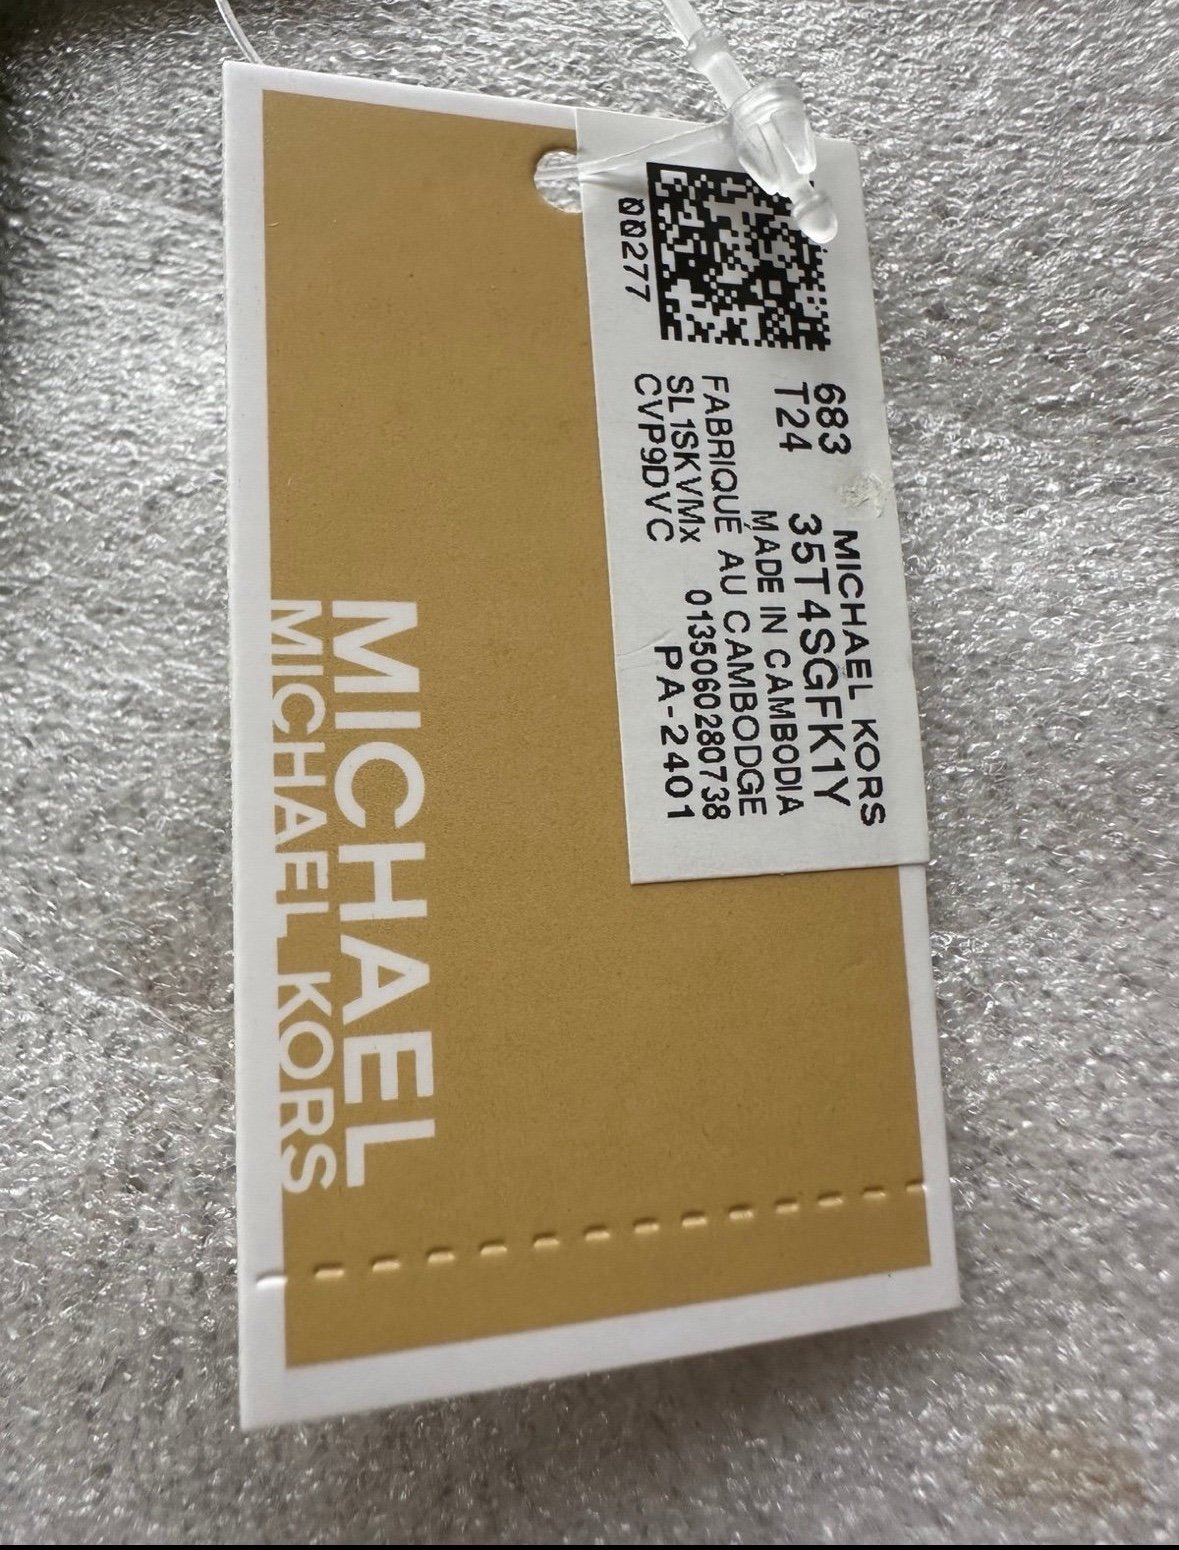 683 MICHAEL KORS
T24 35T4SGFK1Y
MADE IN CAMBODIA
FABRIQUÉ AU CAMBODGE
SL1SKVMx 0135060280738
CVP9DVC PA-2401
00277
MICHAEL
MICHAEL KORS